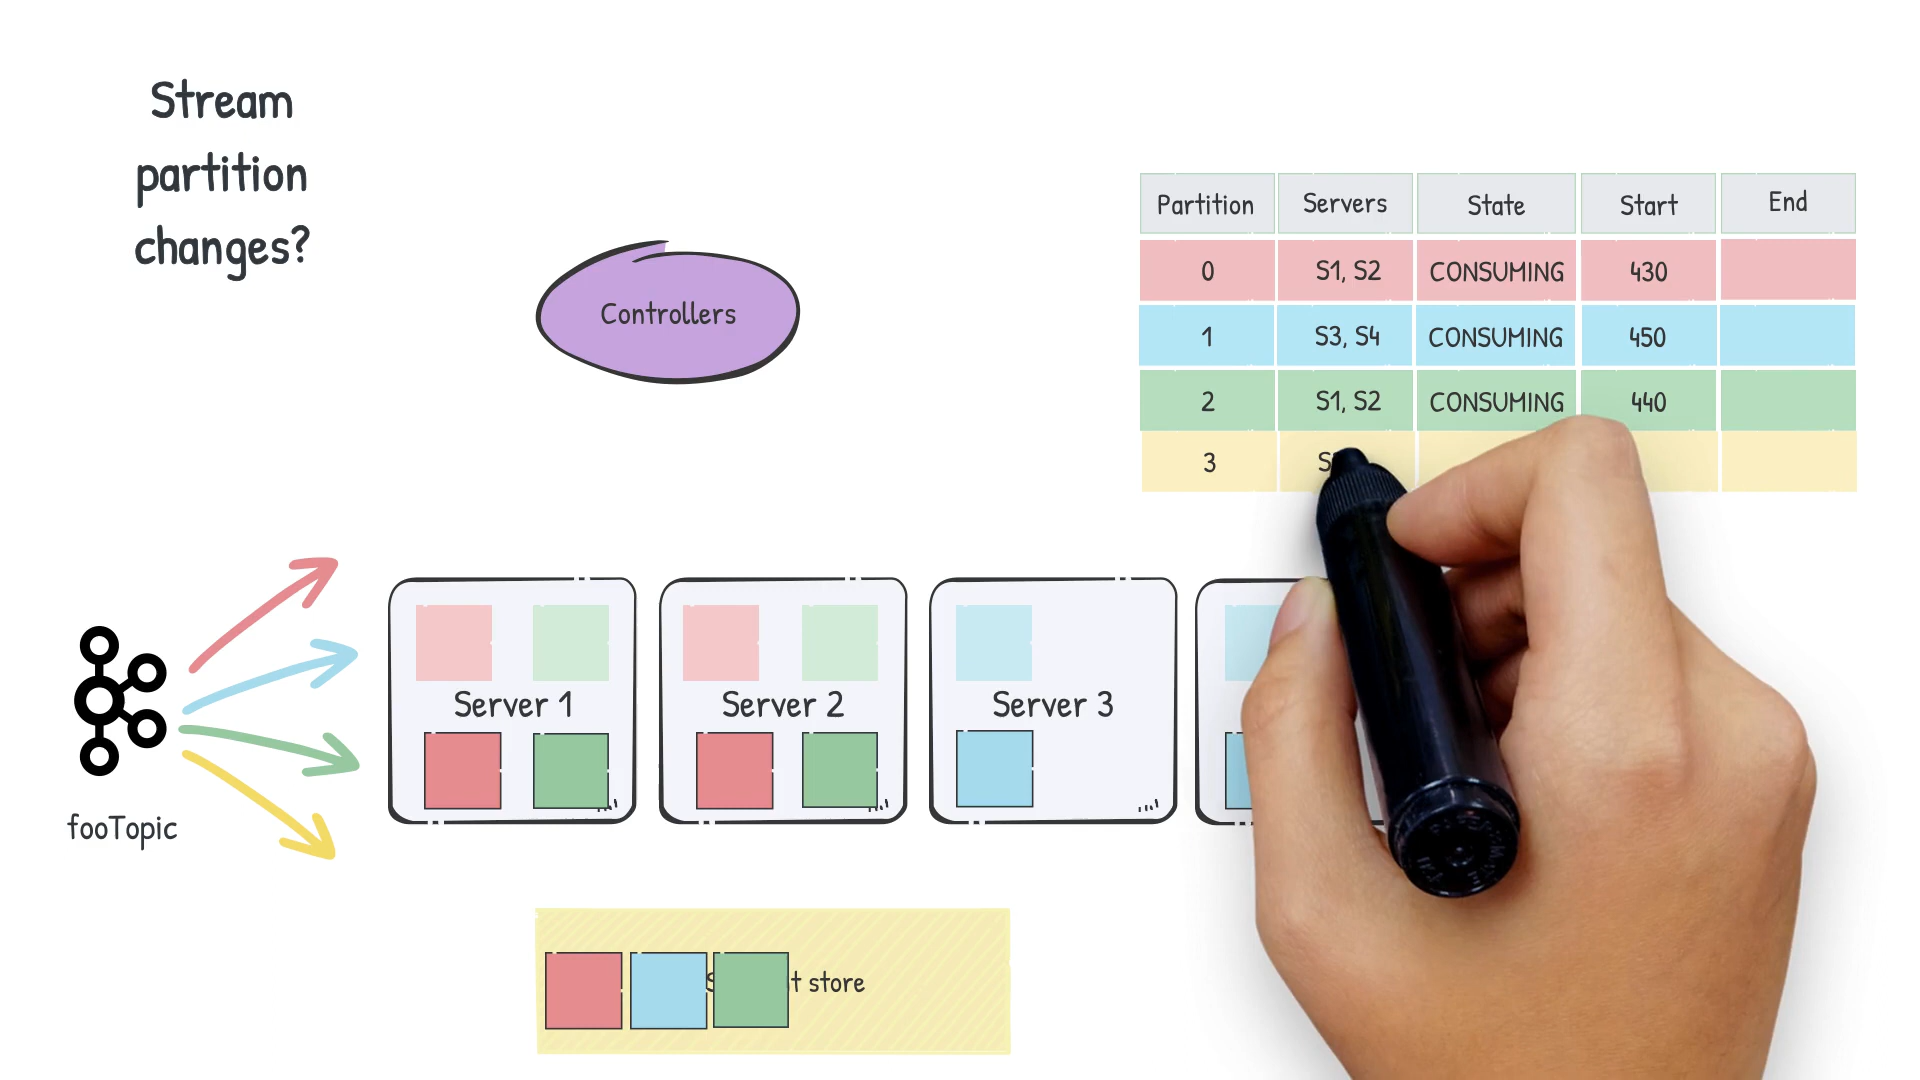 Stream
partition
changes?
Controllers
Partition Servers State Start End
0 S1, S2 CONSUMING 430
1 S3, S4 CONSUMING 450
2 S1, S2 CONSUMING 440
3 S
Server 1
Server 2
Server 3
fooTopic
store